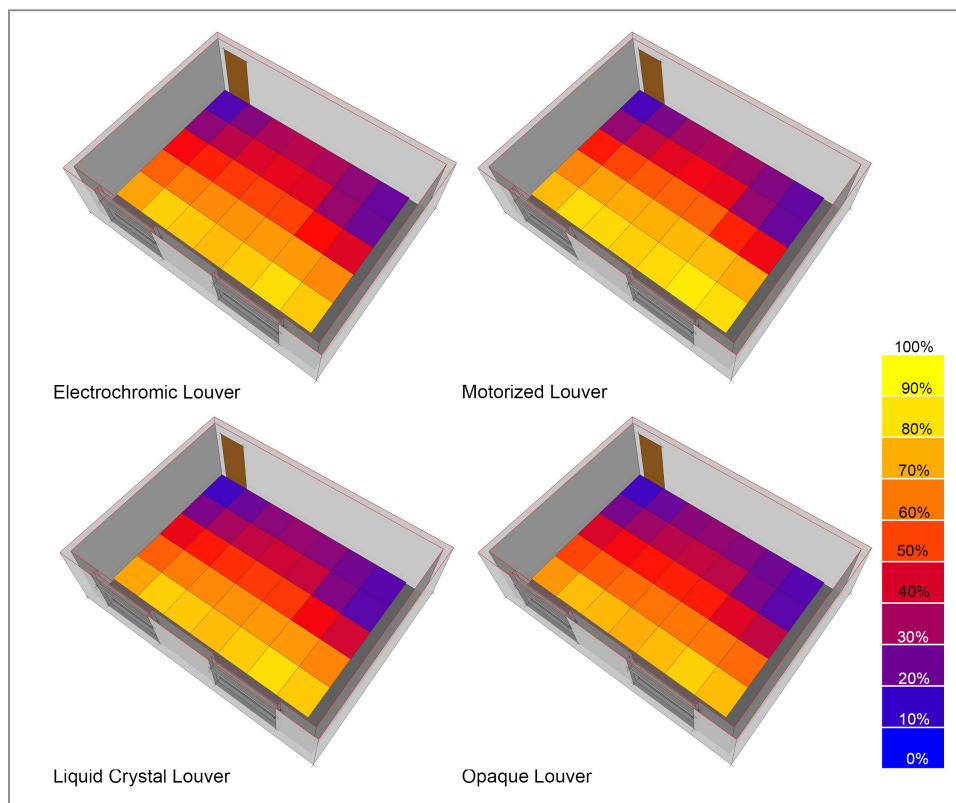 Electrochromic Louver
Motorized Louver
Liquid Crystal Louver
Opaque Louver
100%
90%
80%
70%
60%
50%
40%
30%
20%
10%
0%